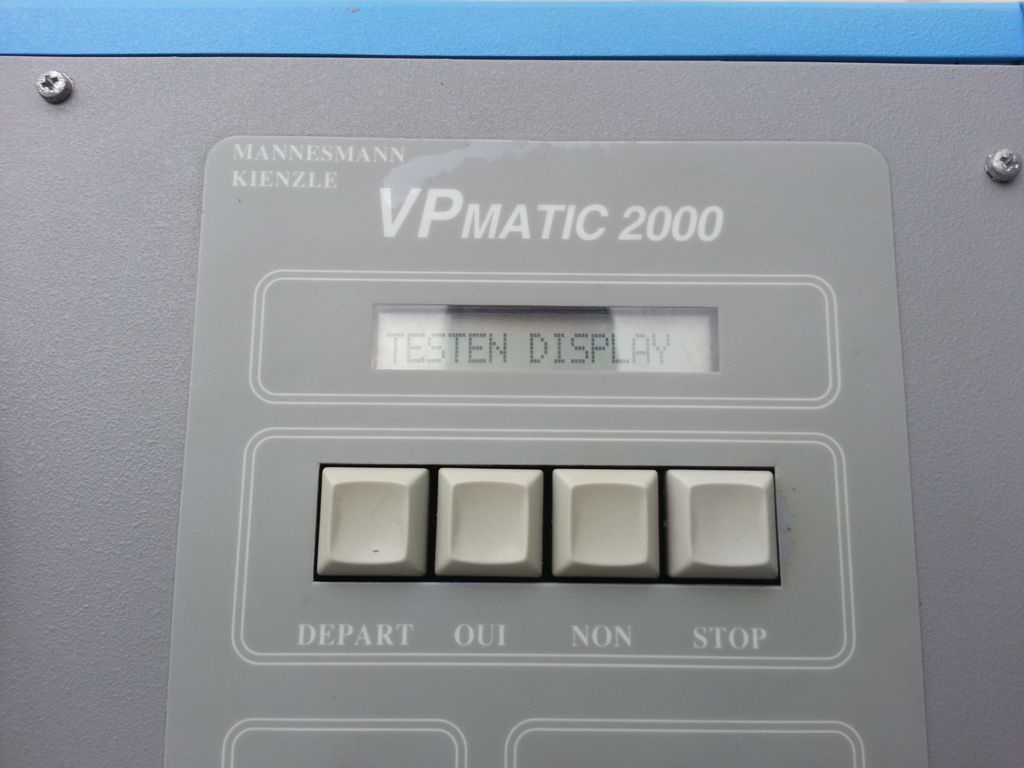 MANNESMANN
KIENZLE
VPMATIC 2000
TESTEN DISPLAY
DEPART OUI NON STOP